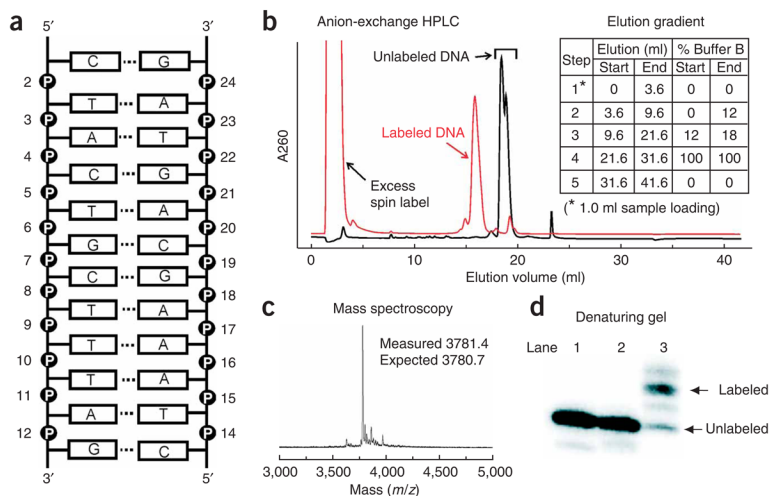 a
5′ 3′
C G
2 P P 24
T A
3 P P 23
A T
4 P P 22
C G
5 P P 21
T A
6 P P 20
G C
7 P P 19
C G
8 P P 18
T A
9 P P 17
T A
10 P P 16
T A
11 P P 15
A T
12 P P 14
G C
3′ 5′
b
Anion-exchange HPLC
Unlabeled DNA
Labeled DNA
Excess
spin label
A260
0 10 20 30 40
Elution volume (ml)
Elution gradient
Step Elution (ml) % Buffer B
Start End Start End
1* 0 3.6 0 0
2 3.6 9.6 0 12
3 9.6 21.6 12 18
4 21.6 31.6 100 100
5 31.6 41.6 0 0
(* 1.0 ml sample loading)
c
Mass spectroscopy
Measured 3781.4
Expected 3780.7
3,000 3,500 4,000 4,500 5,000
Mass (m/z)
d
Denaturing gel
Lane 1 2 3
Labeled
Unlabeled